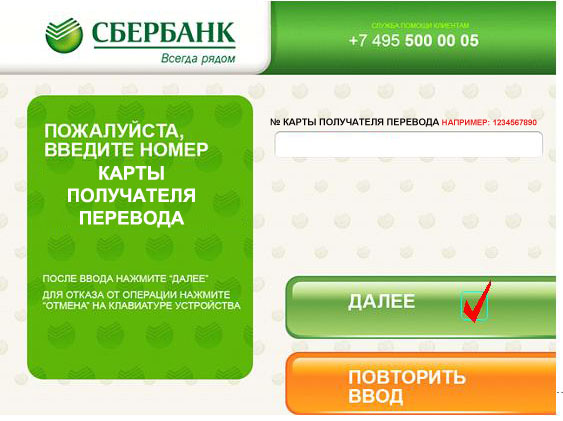 СБЕРБАНК
Всегда рядом
СЛУЖБА ПОМОЩИ КЛИЕНТАМ
+7 495 500 00 05
ПОЖАЛУЙСТА,
ВВЕДИТЕ НОМЕР
КАРТЫ
ПОЛУЧАТЕЛЯ
ПЕРЕВОДА
ПОСЛЕ ВВОДА НАЖМИТЕ "ДАЛЕЕ"
ДЛЯ ОТКАЗА ОТ ОПЕРАЦИИ НАЖМИТЕ
"ОТМЕНА" НА КЛАВИАТУРЕ УСТРОЙСТВА
№ КАРТЫ ПОЛУЧАТЕЛЯ ПЕРЕВОДА НАПРИМЕР: 1234567890
ДАЛЕЕ
ПОВТОРИТЬ
ВВОД